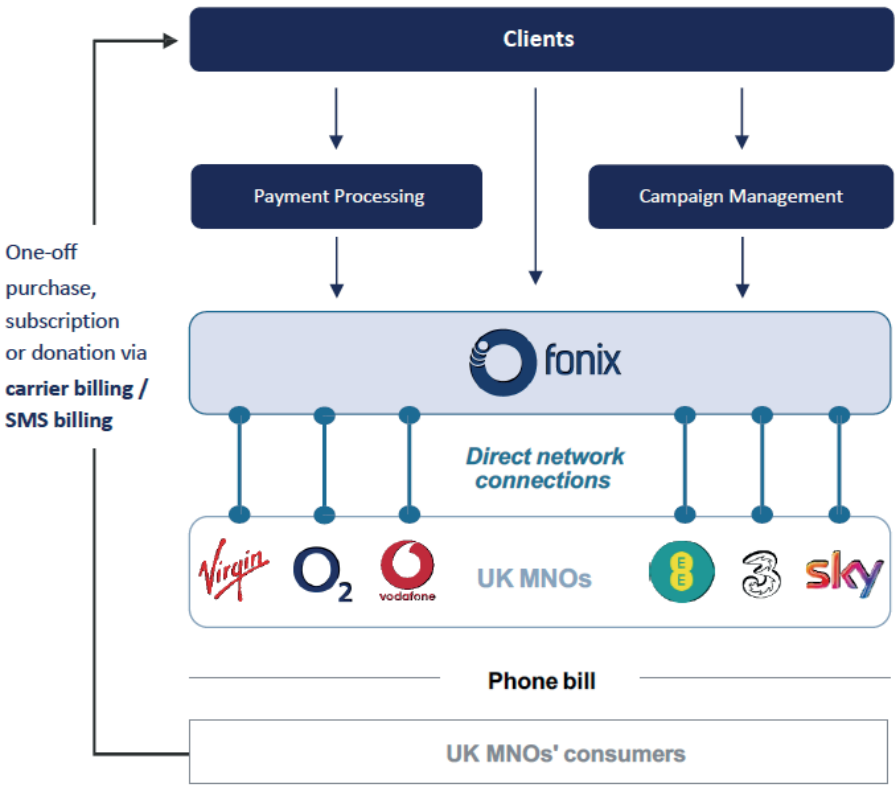 Clients
Payment Processing
Campaign Management
One-off
purchase,
subscription
or donation via
carrier billing /
SMS billing
fonix
Direct network
connections
Virgin
O2
vodafone
UK MNOs
EE
3
sky
Phone bill
UK MNOs' consumers